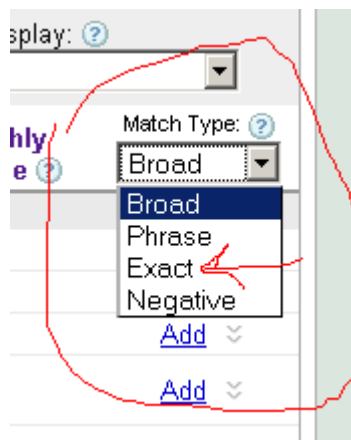 splay: ?
Match Type: ?
hly
e ?
Broad
Broad
Phrase
Exact
Negative
Add
Add